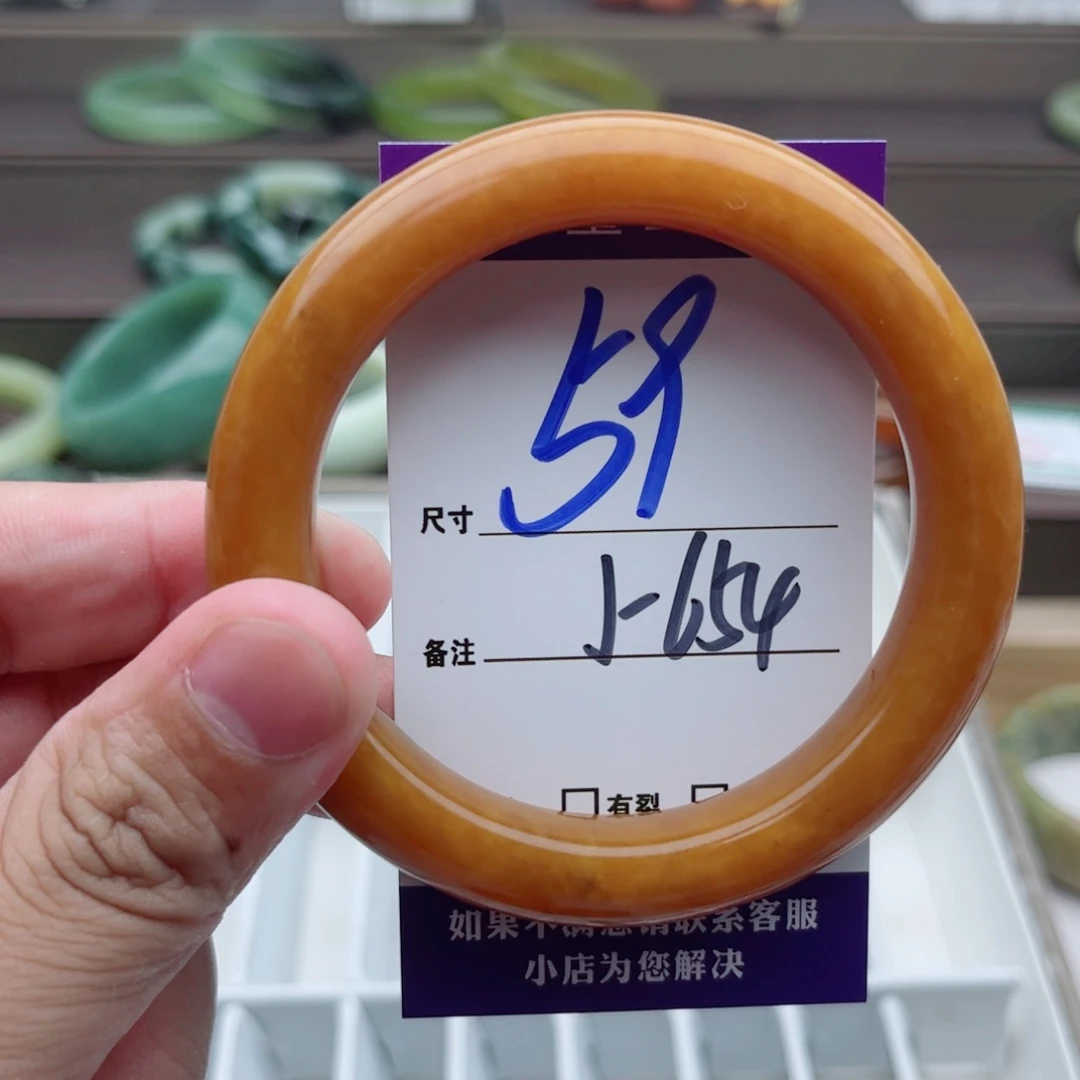 尺寸 59
备注 J-654
有裂
如果不满意请联系客服
小店为您解决